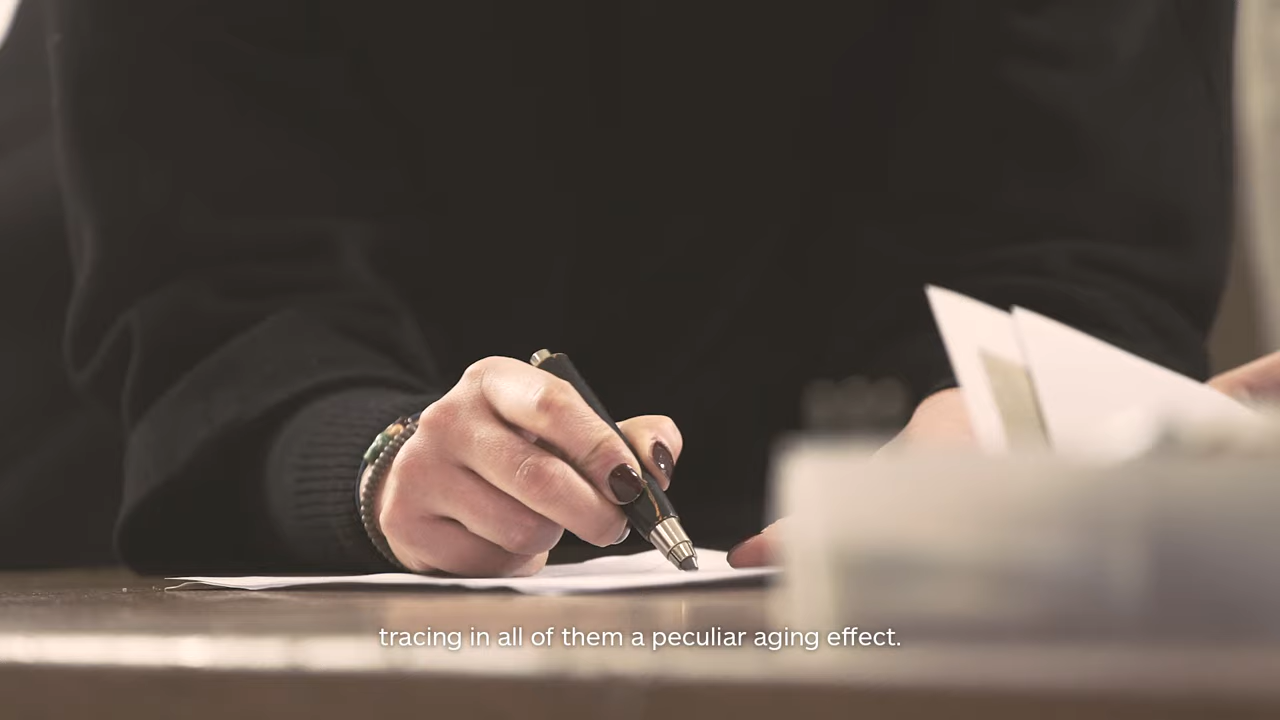 tracing in all of them a peculiar aging effect.